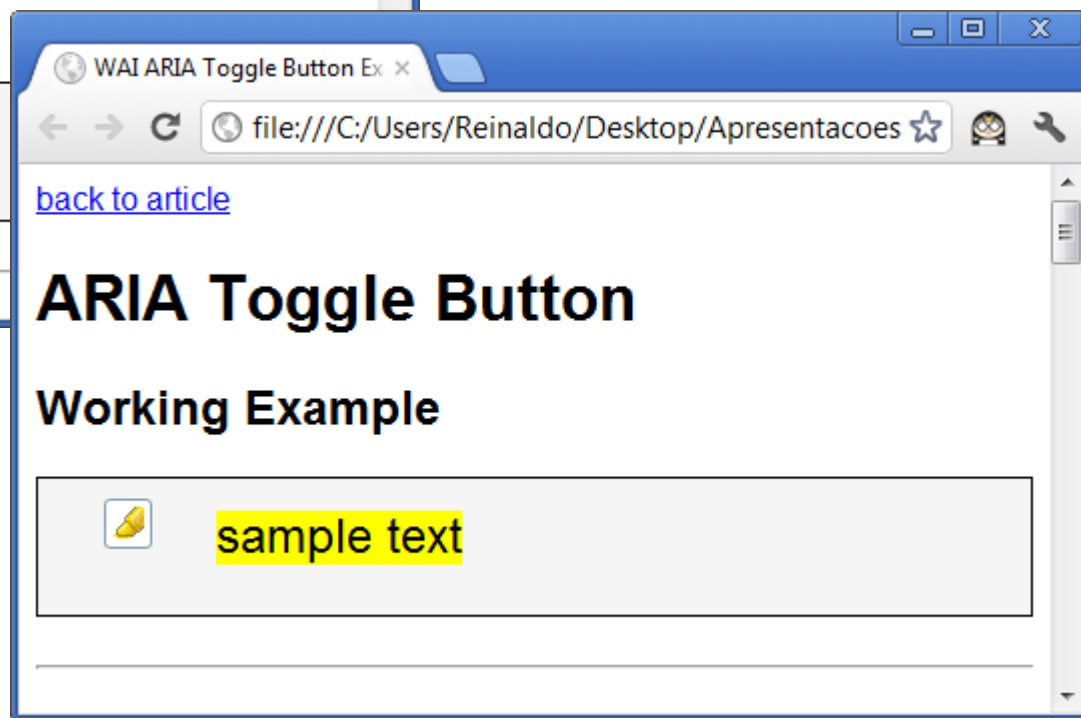 WAI ARIA Toggle Button Ex
file:///C:/Users/Reinaldo/Desktop/Apresentacoes
back to article
ARIA Toggle Button
Working Example
sample text